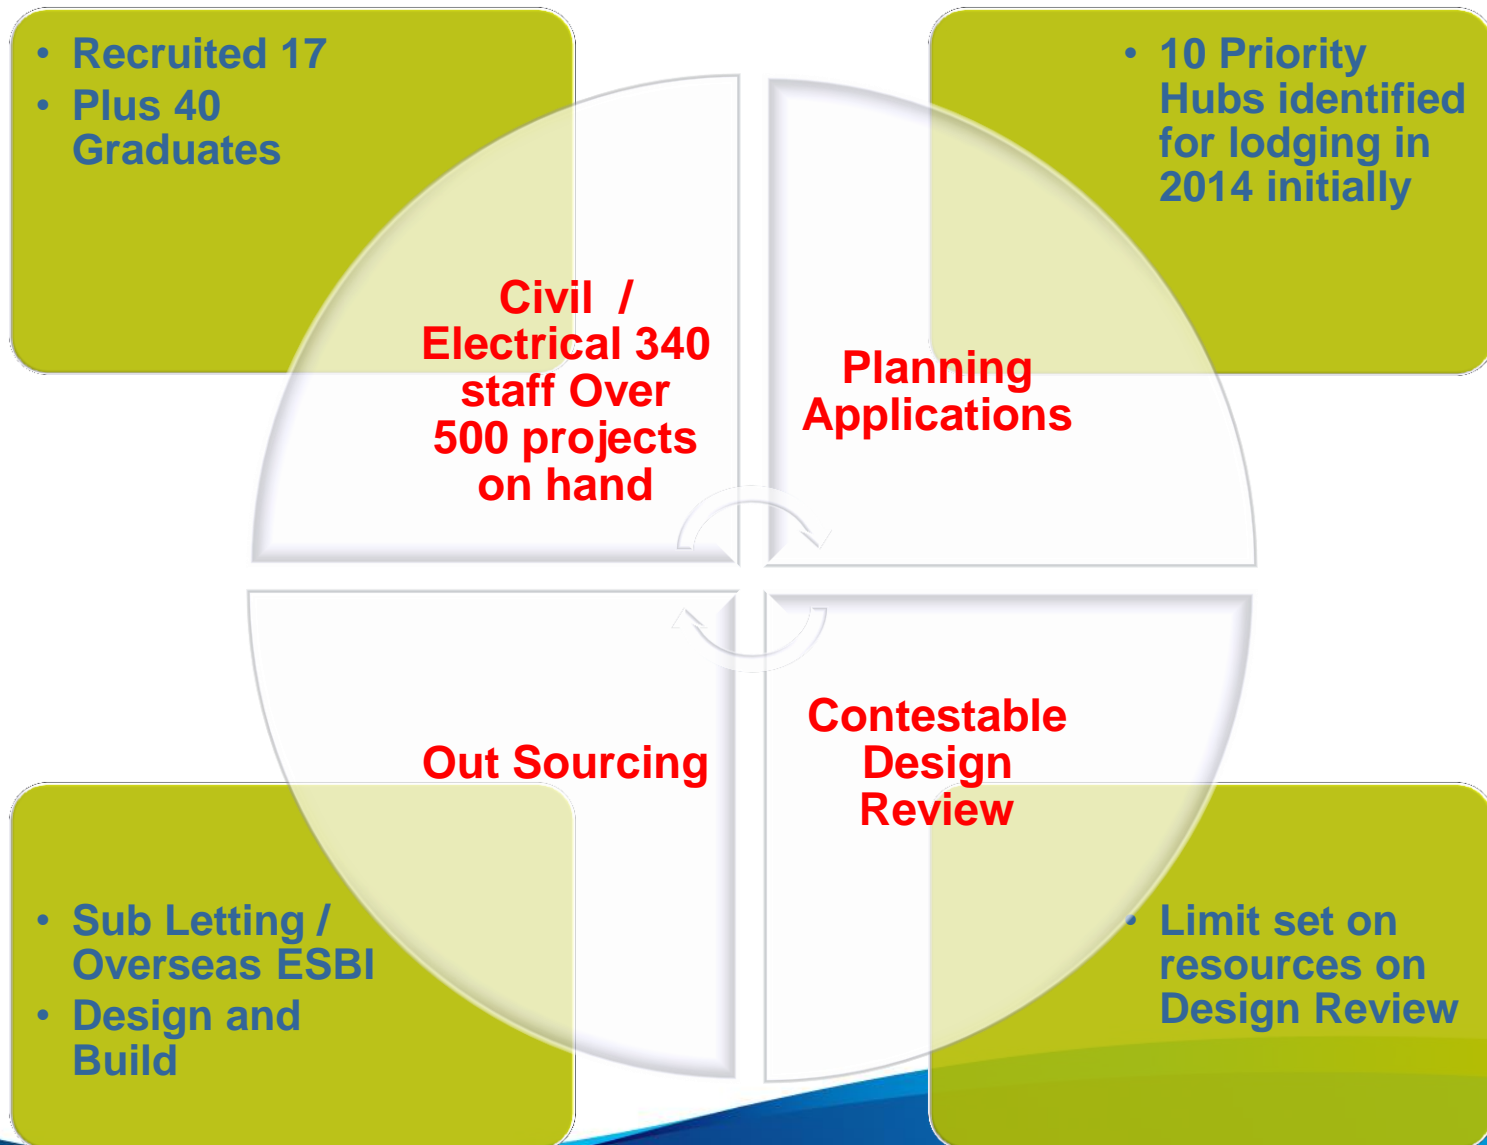 • Recruited 17
• Plus 40
Graduates
• 10 Priority
Hubs identified
for lodging in
2014 initially
Civil / 
Electrical 340
staff Over
500 projects
on hand
Planning
Applications
Out Sourcing
Contestable
Design
Review
• Sub Letting /
Overseas ESBI
• Design and
Build
• Limit set on
resources on
Design Review